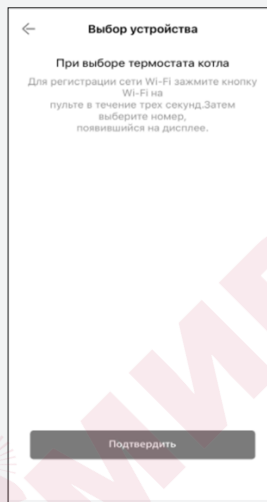 Выбор устройства
При выборе термостата котла
Для регистрации сети Wi-Fi зажмите кнопку
Wi-Fi на
пульте в течение трех секунд.Затем
выберите номер,
появившийся на дисплее.
Подтвердить